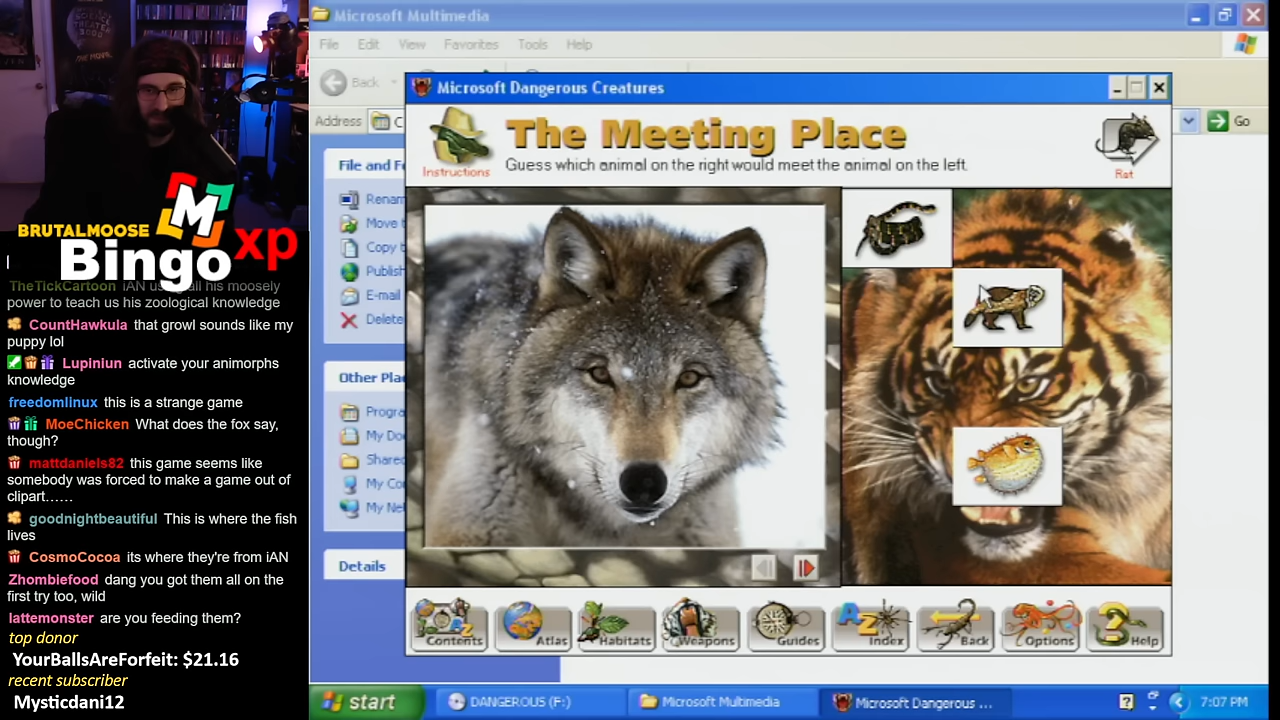 BRUTALMOOSE
M
Bingo xp
TheTickCartoon iAN all his moosely
power to teach us his zoological knowledge
CountHawkula that growl sounds like my
puppy lol
Lupiniun activate your animorphs
knowledge
freedomlinux this is a strange game
MoeChicken What does the fox say,
though?
mattdaniels82 this game seems like
somebody was forced to make a game out of
clipart......
goodnightbeautiful This is where the fish
lives
CosmoCocoa its where they're from iAN
Zhombiefood dang you got them all on the
first try too, wild
lattemonster are you feeding them?
top donor
YourBallsAreForfeit: $21.16
recent subscriber
Mysticdani12
Microsoft Multimedia
File Edit View Favorites Tools Help
Back
Address C
Go
File and Fo
Renam
Move t
Copy t
Publis
E-mail
Delete
Other Pla
Progra
My Do
Share
My Co
My Ne
Details
Microsoft Dangerous Creatures
The Meeting Place
Guess which animal on the right would meet the animal on the left.
Instructions
Rat
Contents Atlas Habitats Weapons Guides Index Back Options Help
start DANGEROUS (F:) Microsoft Multimedia Microsoft Dangerous ... 7:07 PM